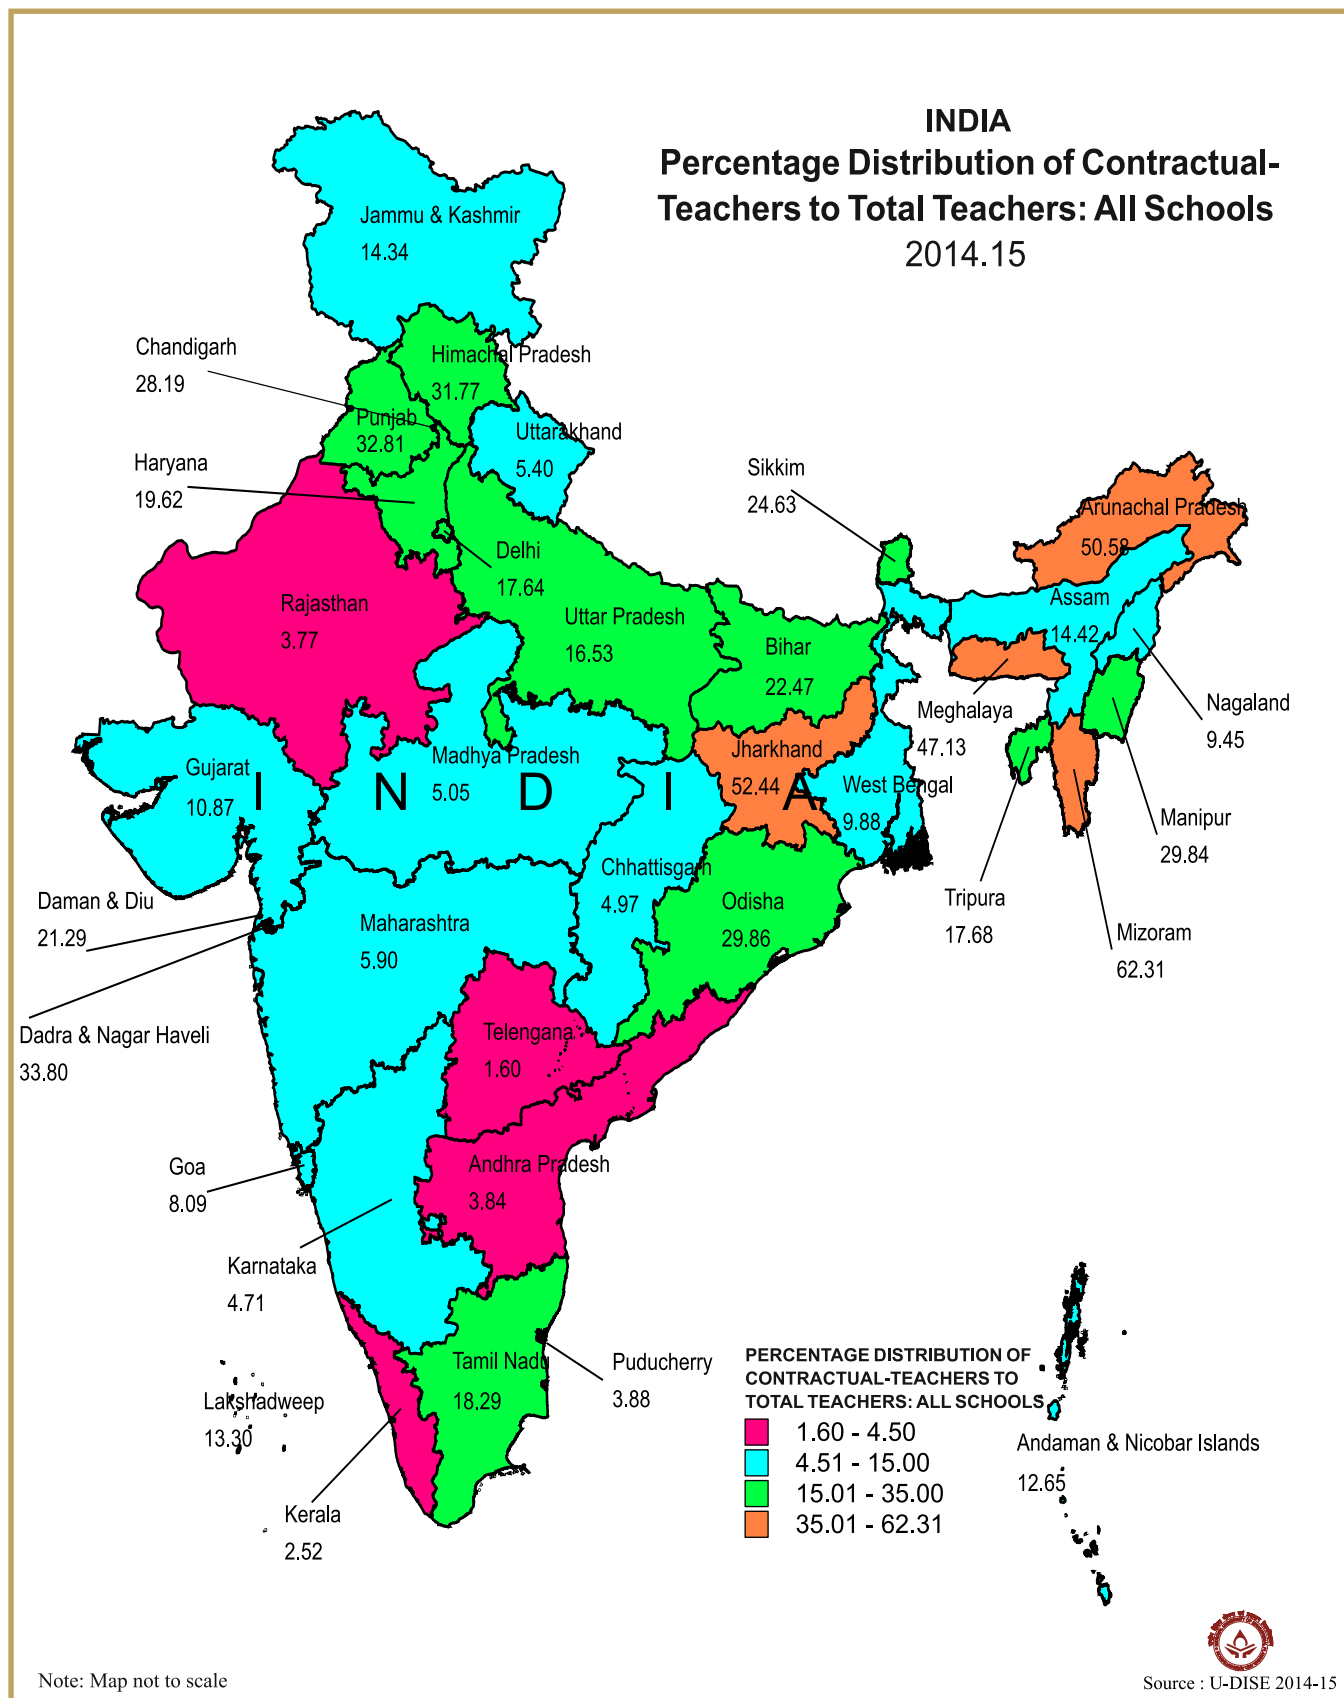 INDIA
Percentage Distribution of Contractual-
Teachers to Total Teachers: All Schools
2014.15
Jammu & Kashmir
14.34
Chandigarh
28.19
Himachal Pradesh
31.77
Punjab
32.81
Uttarakhand
5.40
Haryana
19.62
Sikkim
24.63
Arunachal Pradesh
50.58
Delhi
17.64
Rajasthan
3.77
Uttar Pradesh
16.53
Bihar
22.47
Assam
14.42
Meghalaya
47.13
Nagaland
9.45
Gujarat
10.87
Madhya Pradesh
5.05
Jharkhand
52.44
West Bengal
9.88
I N D I A
Manipur
29.84
Chhattisgarh
4.97
Odisha
29.86
Tripura
17.68
Mizoram
62.31
Daman & Diu
21.29
Maharashtra
5.90
Dadra & Nagar Haveli
33.80
Telengana
1.60
Goa
8.09
Andhra Pradesh
3.84
Karnataka
4.71
Tamil Nadu
18.29
Puducherry
3.88
Lakshadweep
13.30
Kerala
2.52
PERCENTAGE DISTRIBUTION OF
CONTRACTUAL-TEACHERS TO
TOTAL TEACHERS: ALL SCHOOLS
1.60 - 4.50
4.51 - 15.00
15.01 - 35.00
35.01 - 62.31
Andaman & Nicobar Islands
12.65
Note: Map not to scale
Source : U-DISE 2014-15